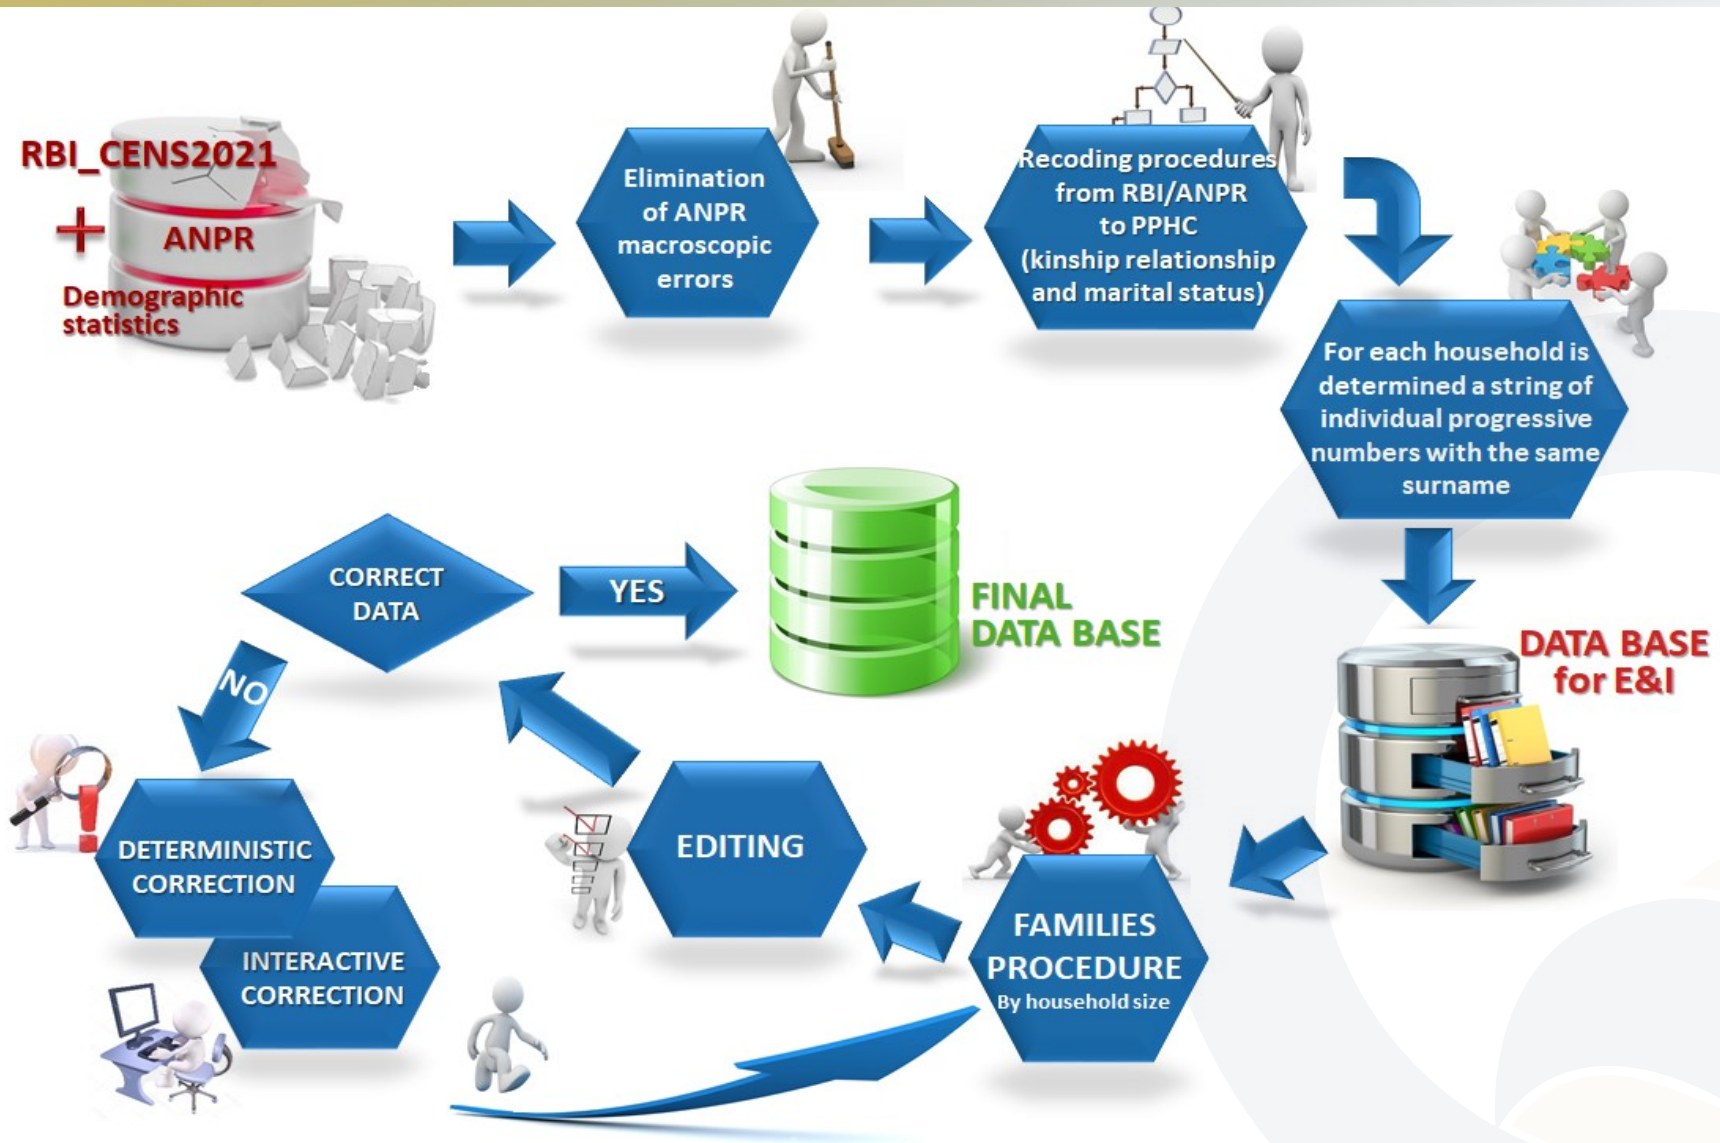 RBI_CENS2021
+
ANPR
Demographic
statistics
Elimination
of ANPR
macroscopic
errors
Recoding procedures
from RBI/ANPR
to PPHC
(kinship relationship
and marital status)
For each household is
determined a string of
individual progressive
numbers with the same
surname
DATA BASE
for E&I
FAMILIES
PROCEDURE
By household size
EDITING
CORRECT
DATA
YES
FINAL
DATA BASE
NO
DETERMINISTIC
CORRECTION
INTERACTIVE
CORRECTION